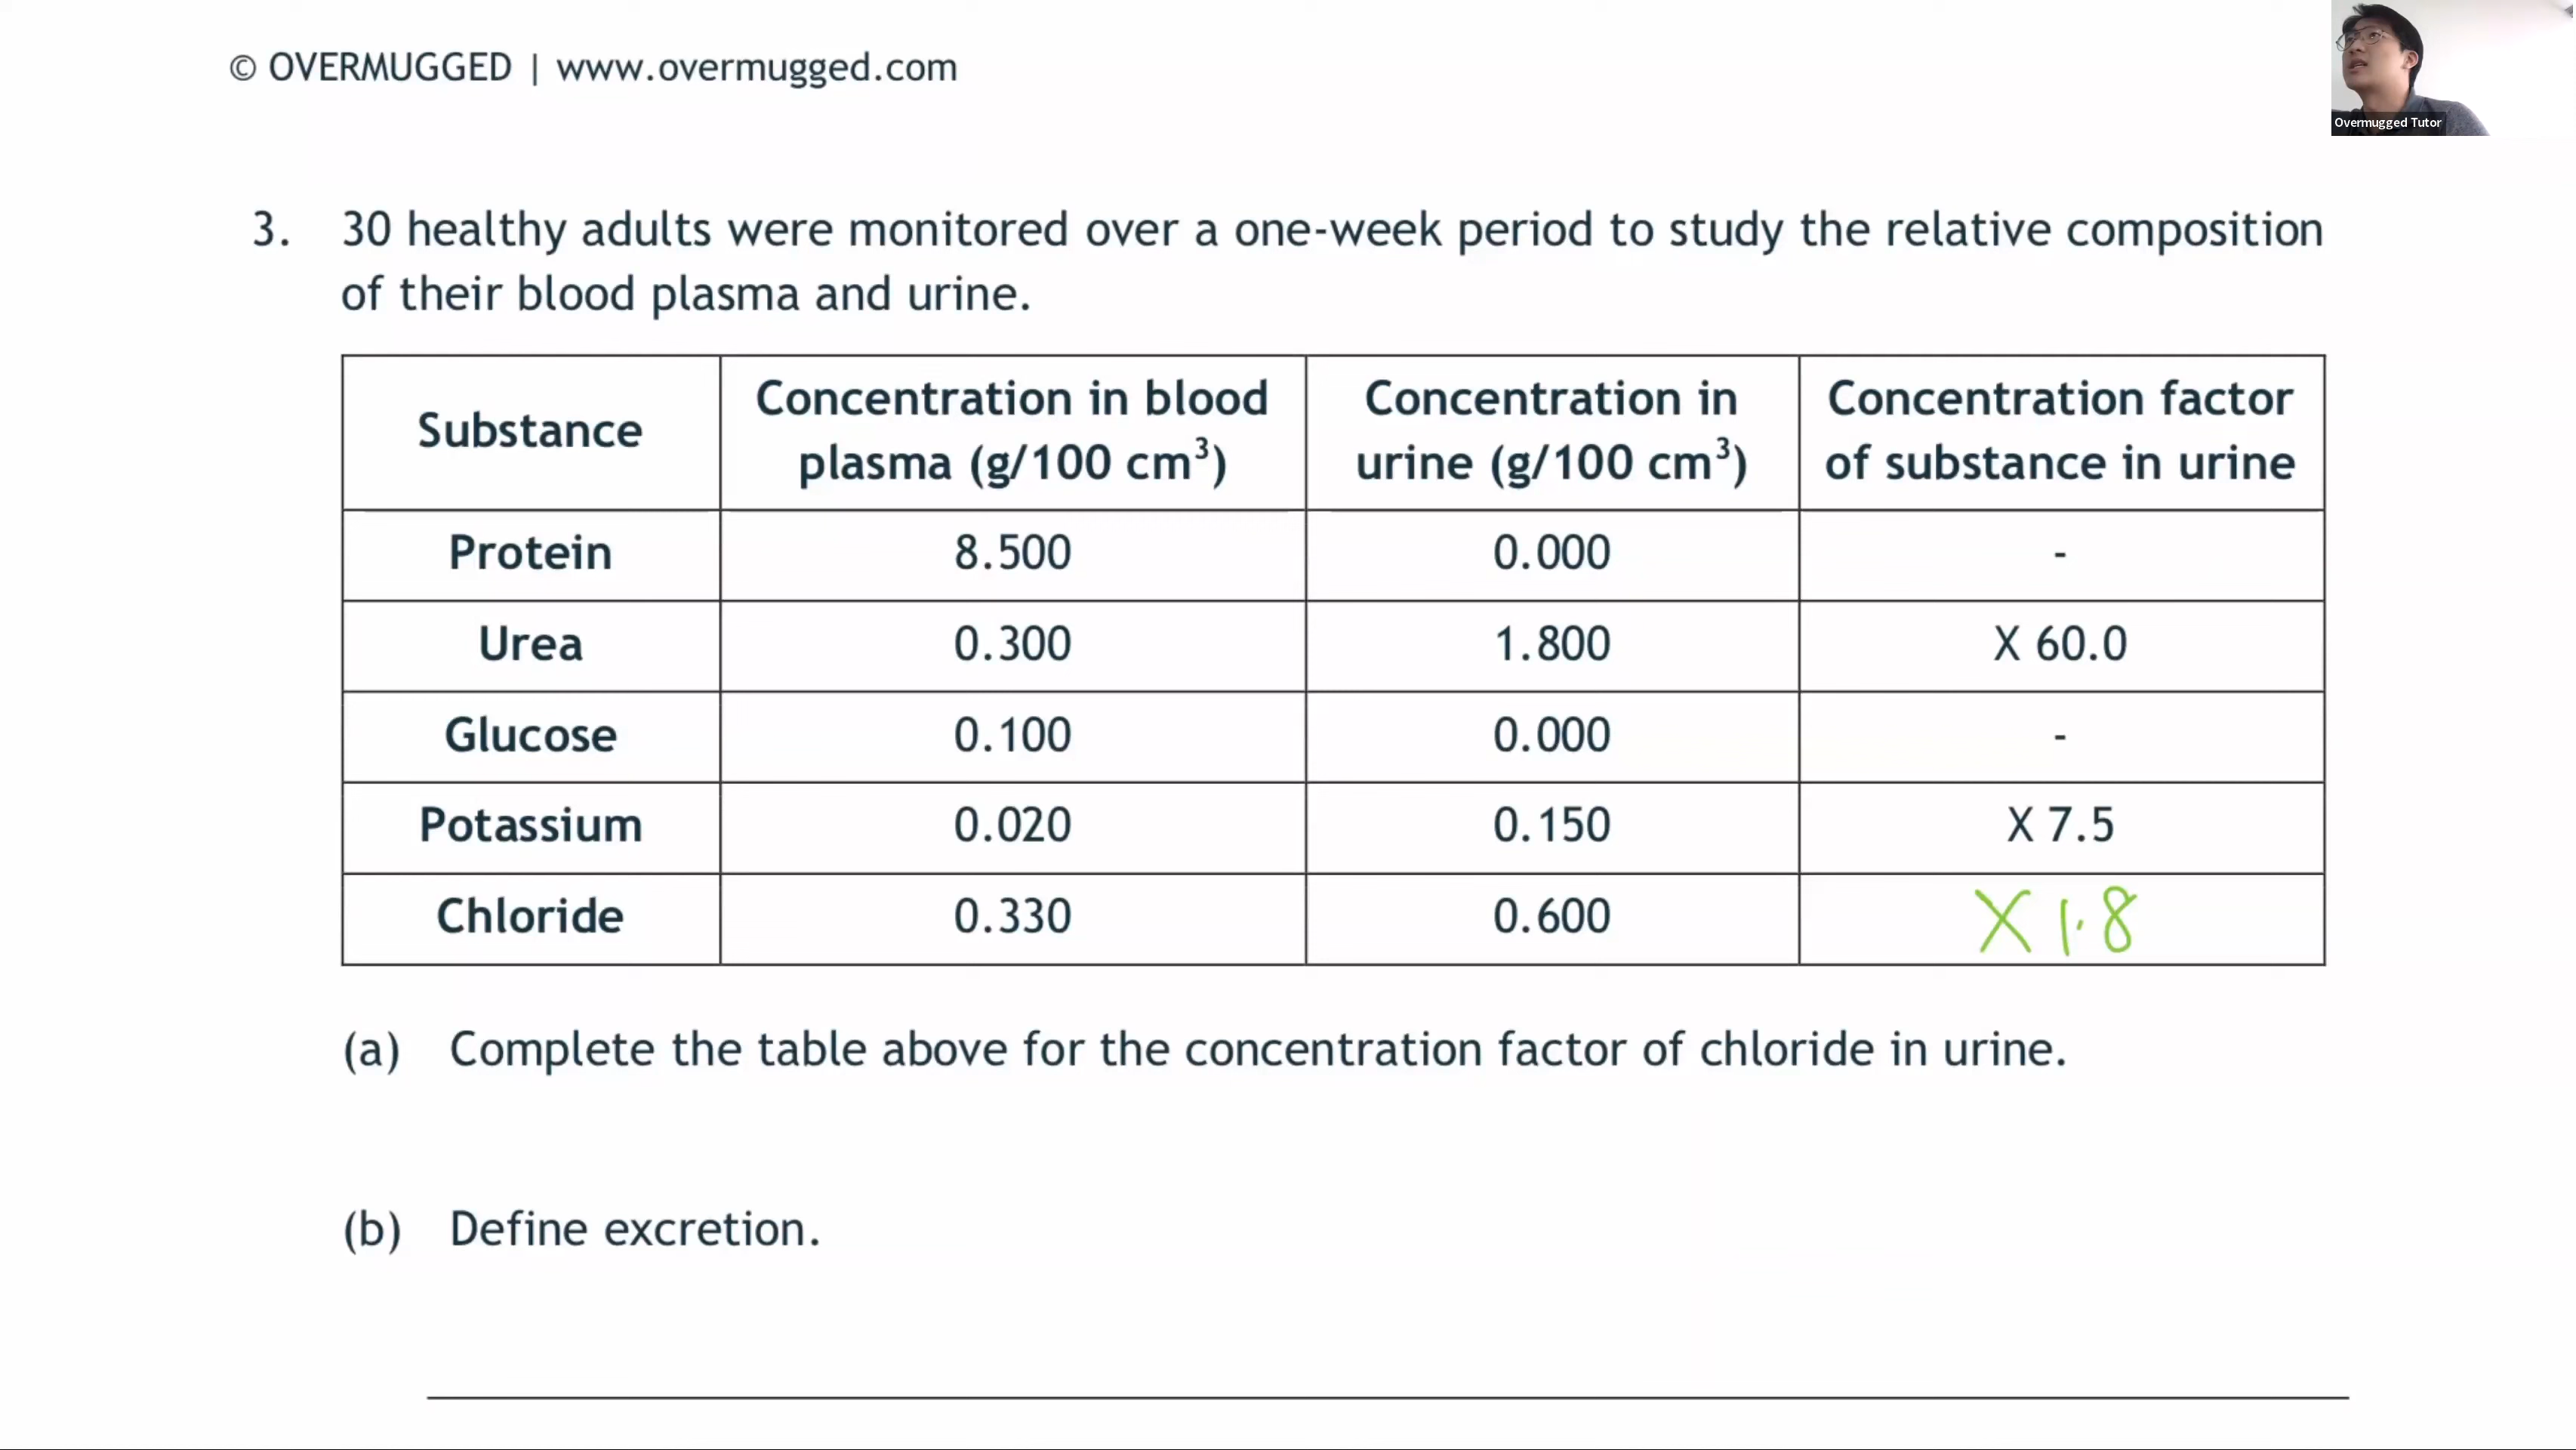 © OVERMUGGED | www.overmugged.com
Overmugged Tutor
3. 30 healthy adults were monitored over a one-week period to study the relative composition
of their blood plasma and urine.
Substance
Concentration in blood
plasma (g/100 cm³)
Concentration in
urine (g/100 cm³)
Concentration factor
of substance in urine
Protein 8.500 0.000 -
Urea 0.300 1.800 X 60.0
Glucose 0.100 0.000 -
Potassium 0.020 0.150 X 7.5
Chloride 0.330 0.600 X 1.8
(a) Complete the table above for the concentration factor of chloride in urine.
(b) Define excretion.